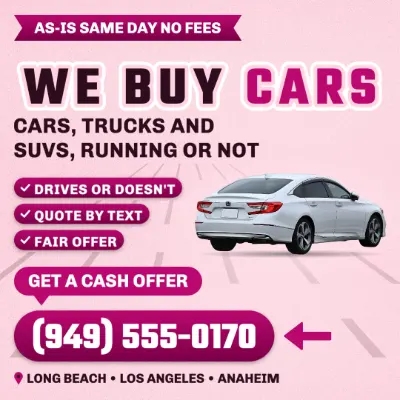 AS-IS SAME DAY NO FEES
WE BUY CARS
CARS, TRUCKS AND
SUVS, RUNNING OR NOT
DRIVES OR DOESN'T
QUOTE BY TEXT
FAIR OFFER
GET A CASH OFFER
(949) 555-0170
LONG BEACH • LOS ANGELES • ANAHEIM